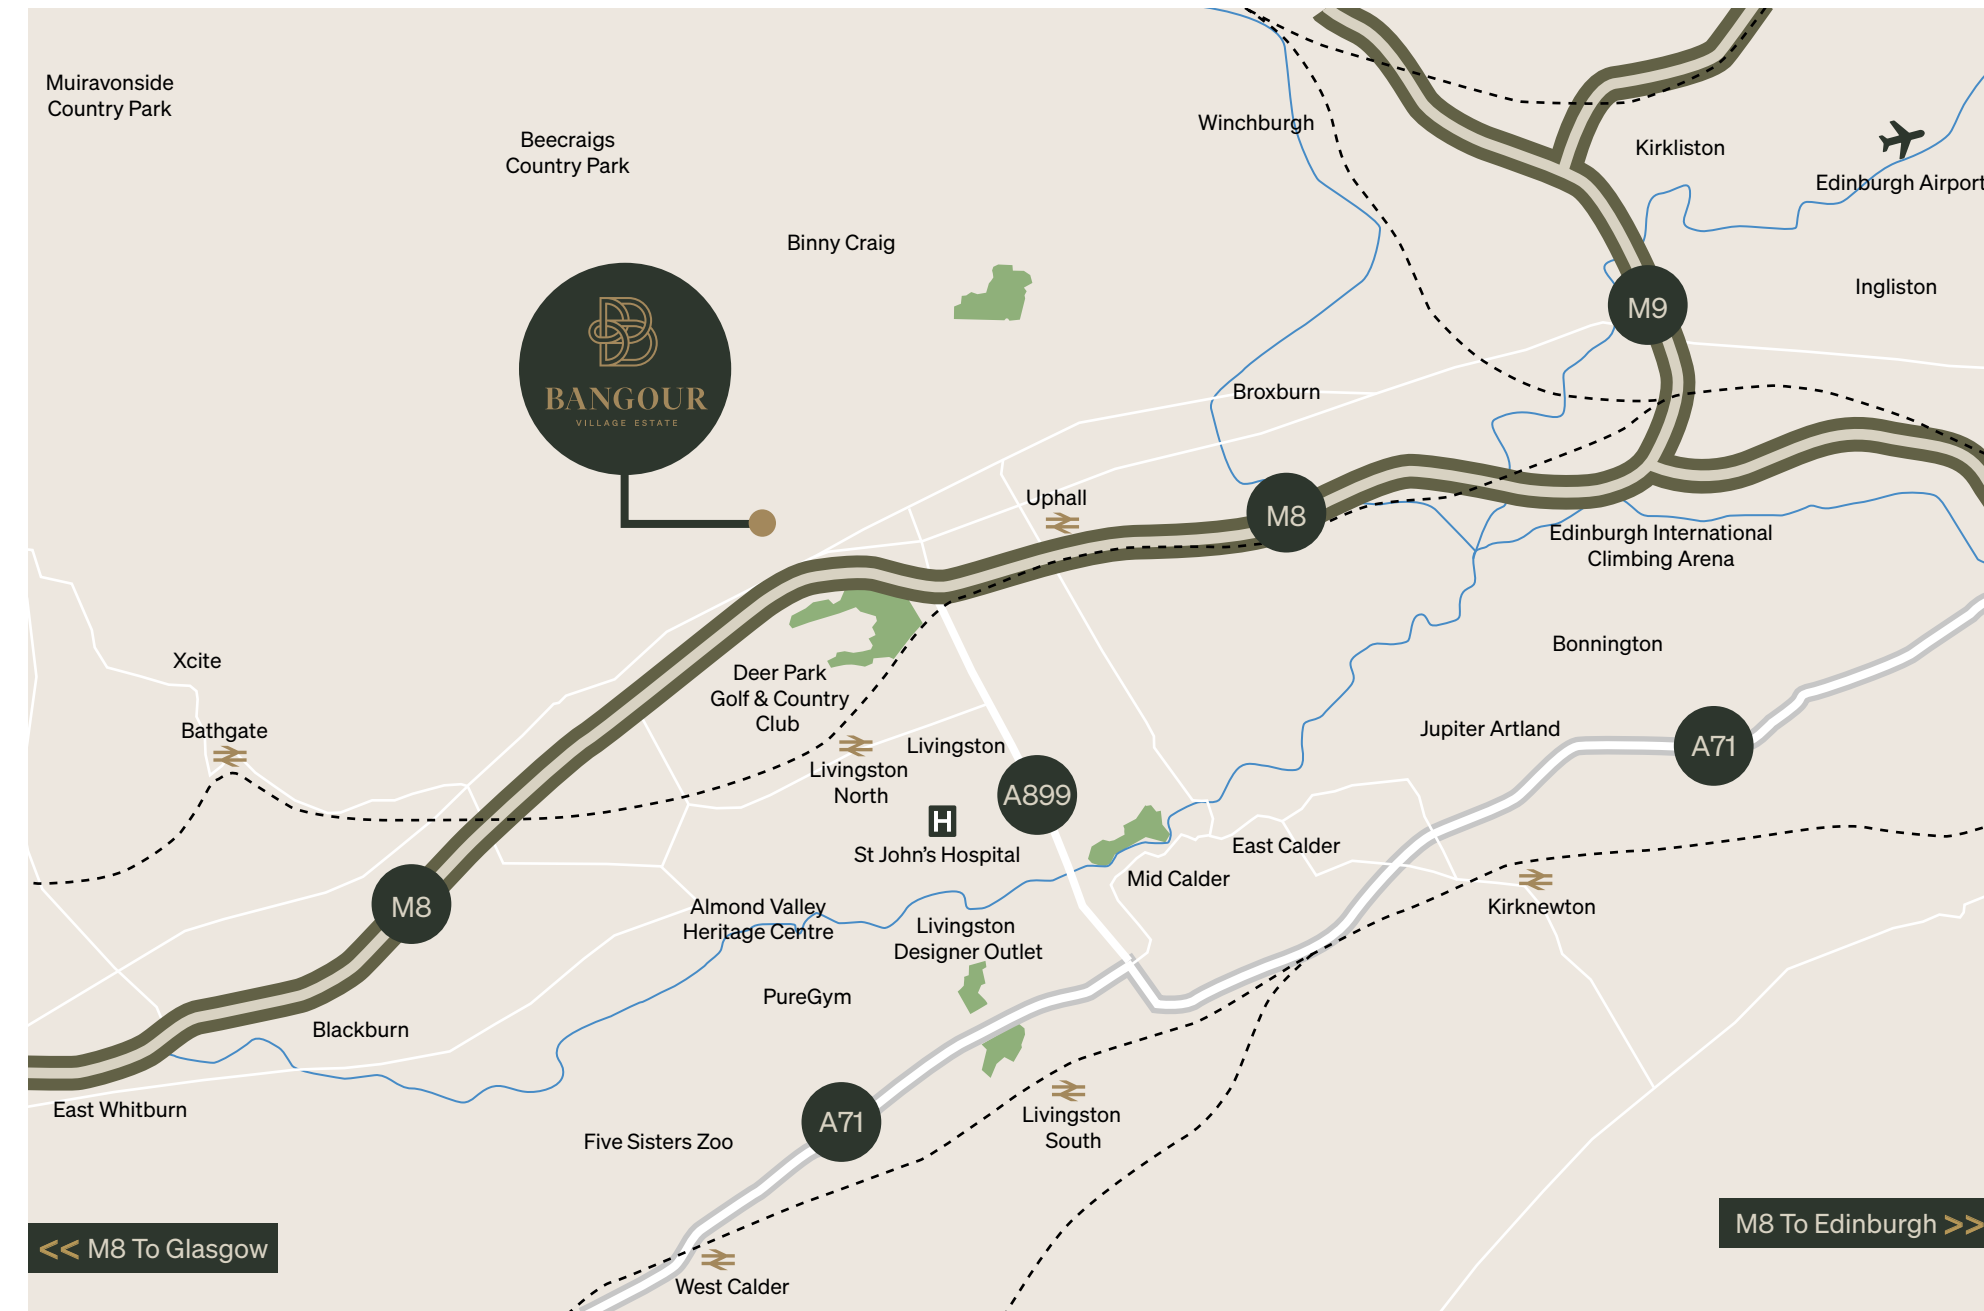 Muiravonside
Country Park
Beecraigs
Country Park
Winchburgh
Kirkliston
Edinburgh Airport
Binny Craig
Ingliston
M9
BANGOUR
VILLAGE ESTATE
Broxburn
Uphall
M8
Edinburgh International
Climbing Arena
Bonnington
Xcite
Deer Park
Golf & Country
Club
Bathgate
Jupiter Artland
A71
Livingston
Livingston
North
A899
H
St John’s Hospital
East Calder
Mid Calder
Kirknewton
M8
Almond Valley
Heritage Centre
Livingston
Designer Outlet
PureGym
Blackburn
East Whitburn
A71
Five Sisters Zoo
Livingston
South
<< M8 To Glasgow
M8 To Edinburgh >>
West Calder